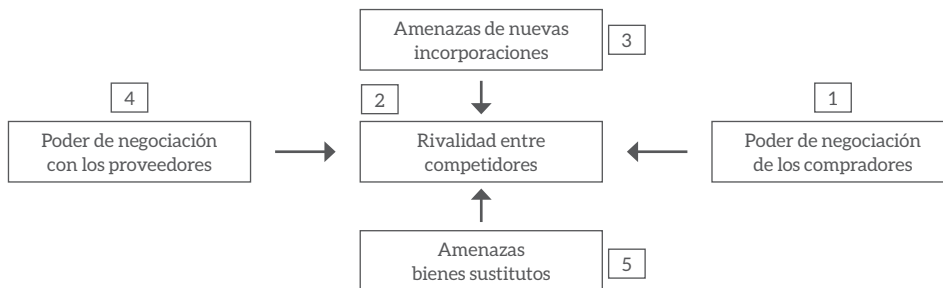 Amenazas de nuevas
incorporaciones
3
4
2
1
Poder de negociación
con los proveedores
Rivalidad entre
competidores
Poder de negociación
de los compradores
Amenazas
bienes sustitutos
5